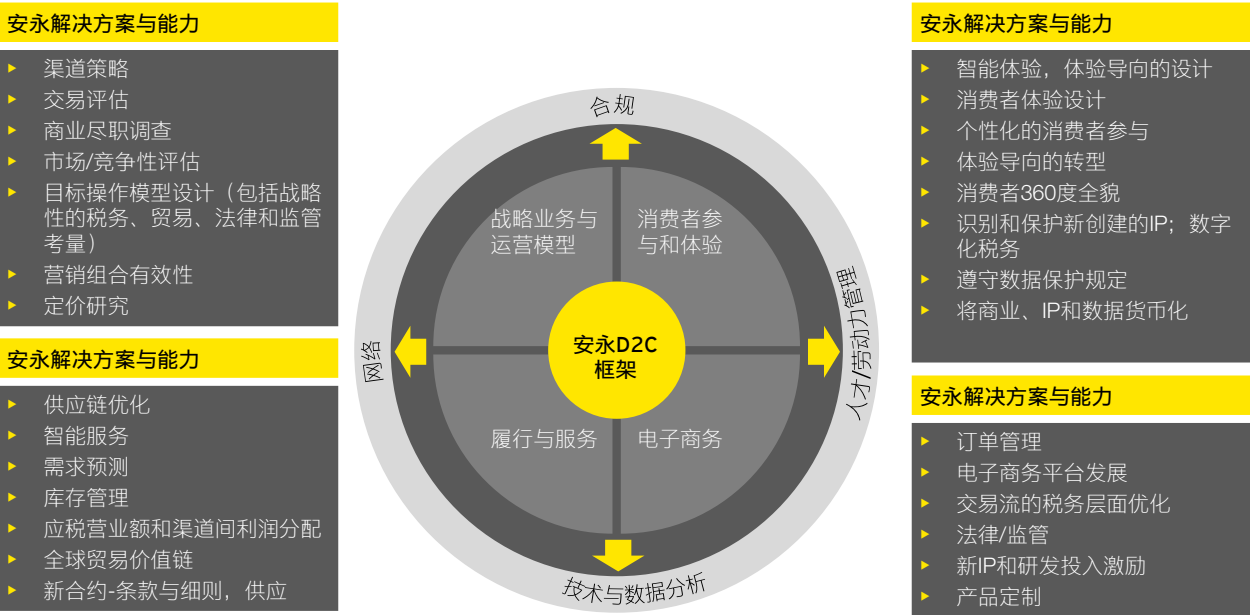 安永解决方案与能力
渠道策略
交易评估
商业尽职调查
市场/竞争性评估
目标操作模型设计（包括战略
性的税务、贸易、法律和监管
考量）
营销组合有效性
定价研究
安永解决方案与能力
供应链优化
智能服务
需求预测
库存管理
应税营业额和渠道间利润分配
全球贸易价值链
新合约-条款与细则，供应
合规
战略业务与
运营模型
消费者参
与和体验
网络
安永D2C
框架
人才/劳动力管理
履行与服务
电子商务
技术与数据分析
安永解决方案与能力
智能体验，体验导向的设计
消费者体验设计
个性化的消费者参与
体验导向的转型
消费者360度全貌
识别和保护新创建的IP；数字
化税务
遵守数据保护规定
将商业、IP和数据货币化
安永解决方案与能力
订单管理
电子商务平台发展
交易流的税务层面优化
法律/监管
新IP和研发投入激励
产品定制